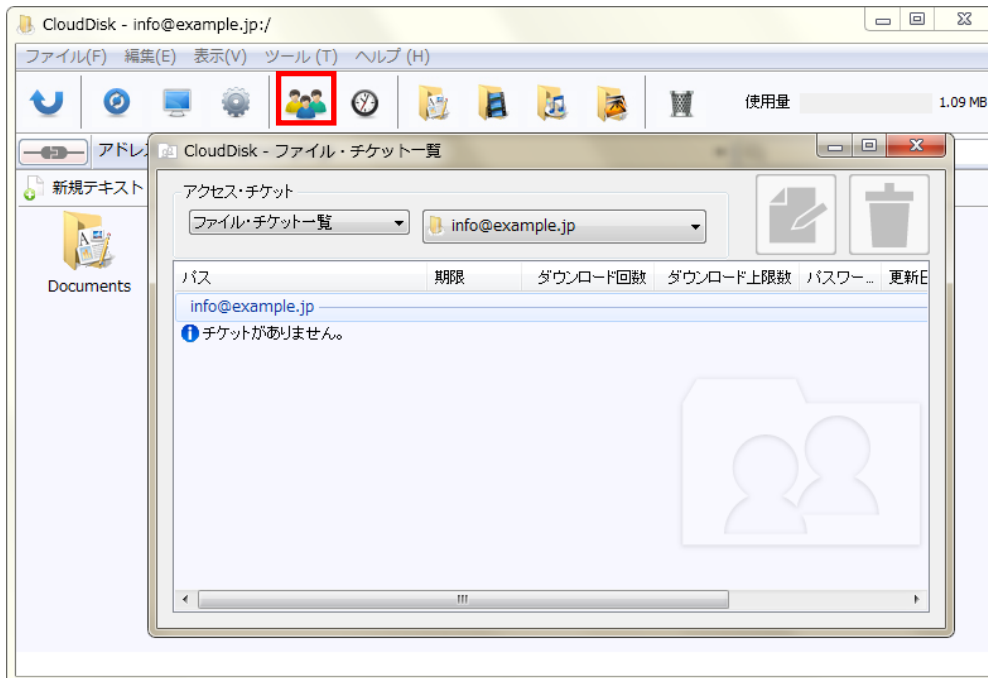 CloudDisk - info@example.jp:/
ファイル(F) 編集(E) 表示(V) ツール (T) ヘルプ (H)
使用量 1.09 MB
アドレ
CloudDisk - ファイル・チケット一覧
新規テキスト
アクセス・チケット
ファイル・チケット一覧 info@example.jp
Documents
パス 期限 ダウンロード回数 ダウンロード上限数 パスワー... 更新日
info@example.jp
チケットがありません。